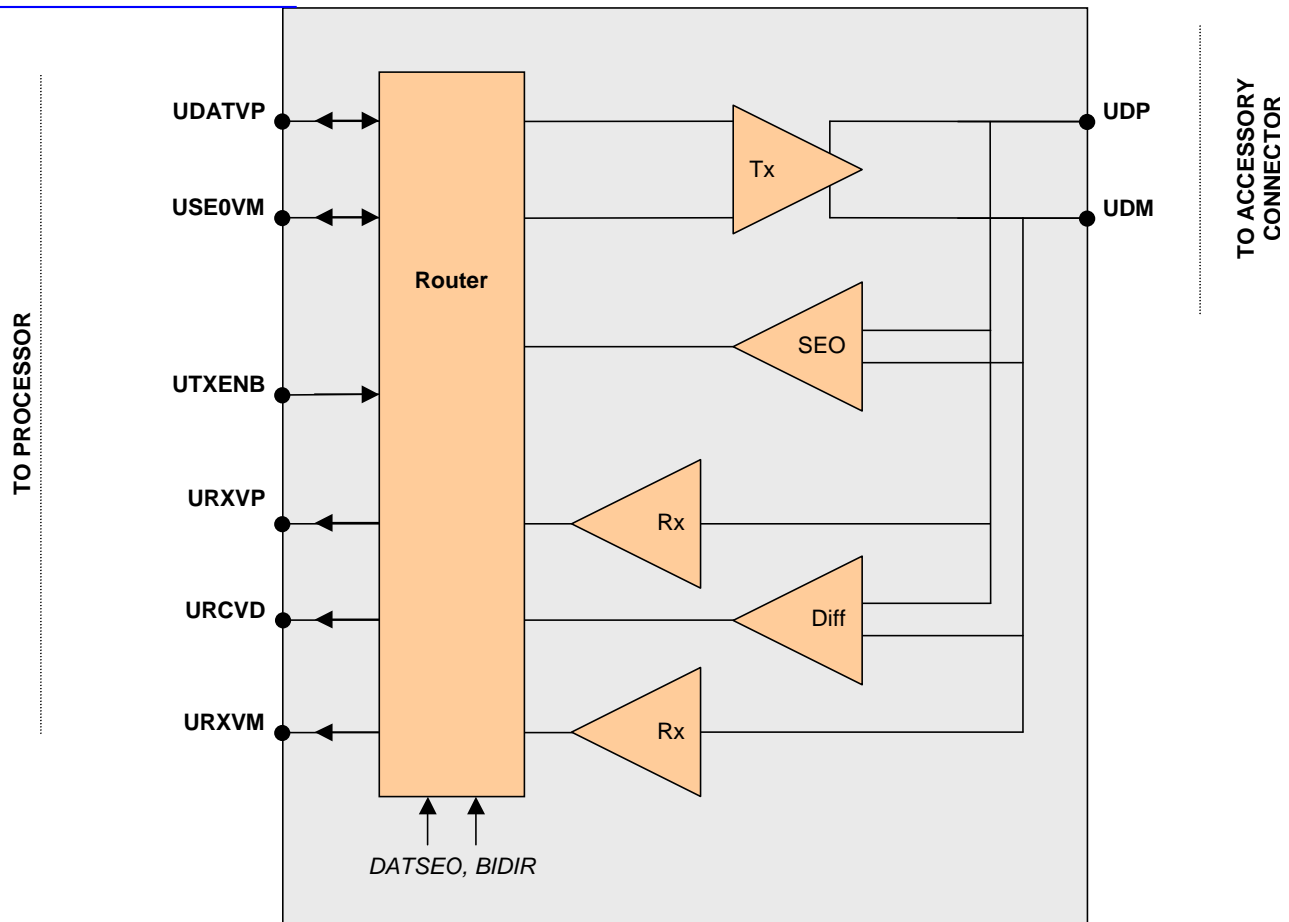 TO PROCESSOR
UDATVP
USE0VM
UTXENB
URXVP
URCVD
URXVM
Router
Tx
SEO
Rx
Diff
Rx
DATSE0, BIDIR
UDP
UDM
TO ACCESSORY
CONNECTOR